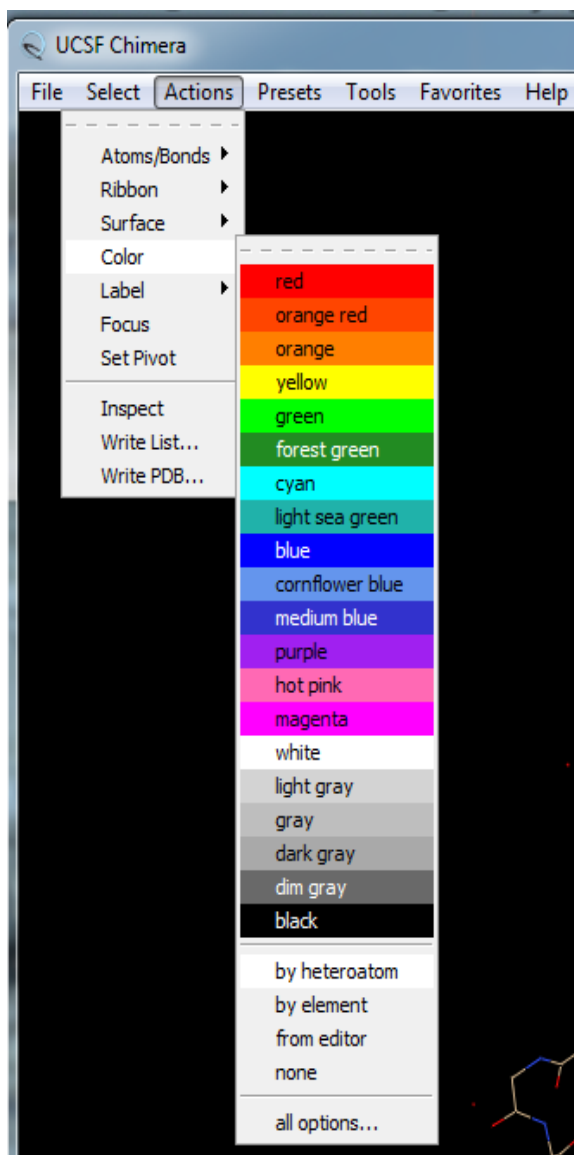 UCSF Chimera
File Select Actions Presets Tools Favorites Help
Atoms/Bonds
Ribbon
Surface
Color
Label
Focus
Set Pivot
Inspect
Write List...
Write PDB...
red
orange red
orange
yellow
green
forest green
cyan
light sea green
blue
cornflower blue
medium blue
purple
hot pink
magenta
white
light gray
gray
dark gray
dim gray
black
by heteroatom
by element
from editor
none
all options...